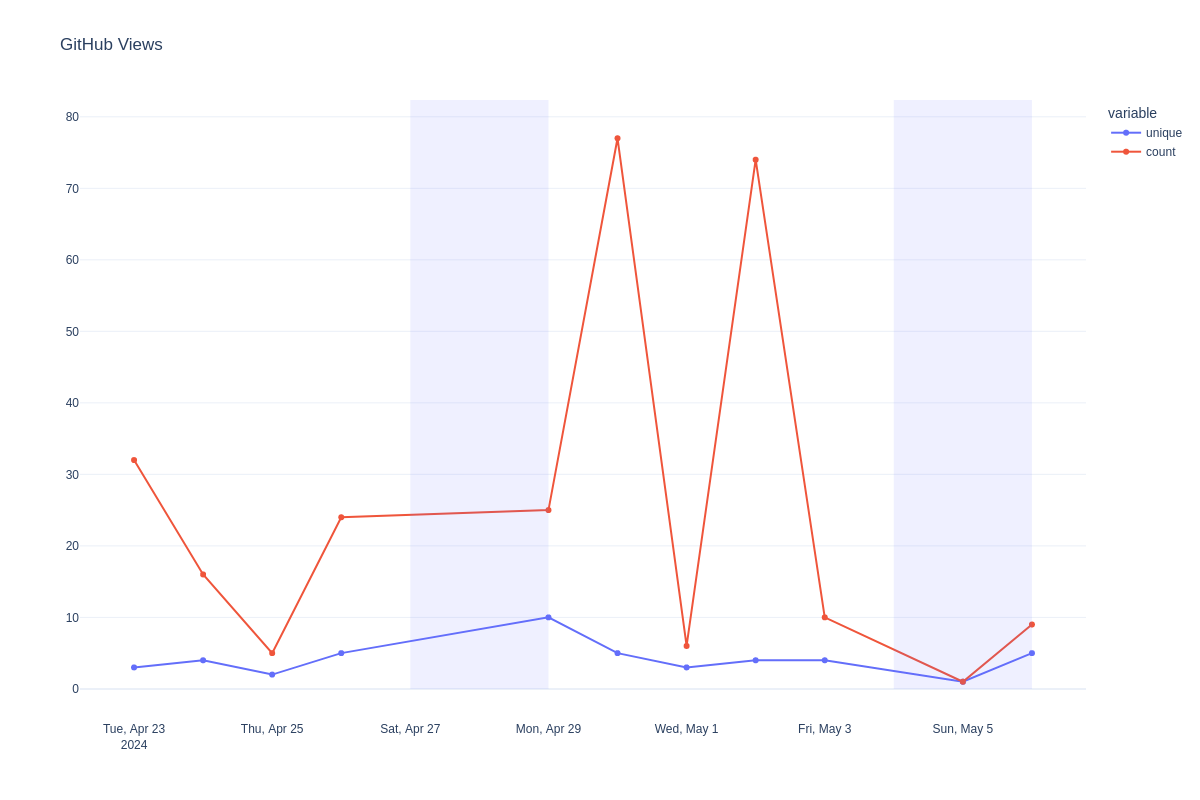 GitHub Views
variable
unique
count
80
70
60
50
40
30
20
10
0
Tue, Apr 23
2024
Thu, Apr 25
Sat, Apr 27
Mon, Apr 29
Wed, May 1
Fri, May 3
Sun, May 5